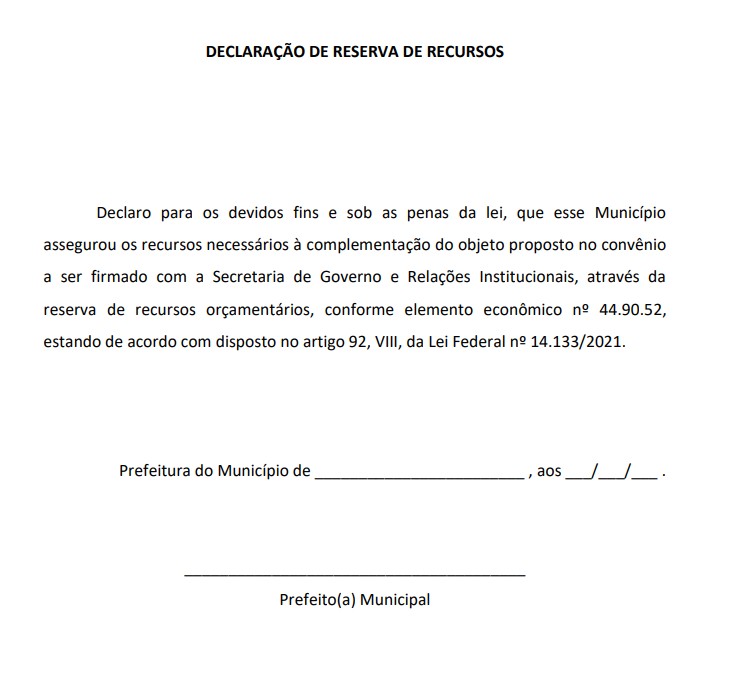 DECLARAÇÃO DE RESERVA DE RECURSOS
Declaro para os devidos fins e sob as penas da lei, que esse Município
assegurou os recursos necessários à complementação do objeto proposto no convênio
a ser firmado com a Secretaria de Governo e Relações Institucionais, através da
reserva de recursos orçamentários, conforme elemento econômico nº 44.90.52,
estando de acordo com disposto no artigo 92, VIII, da Lei Federal nº 14.133/2021.
Prefeitura do Município de ________________________ , aos ___/___/___ .
_______________________________________
Prefeito(a) Municipal